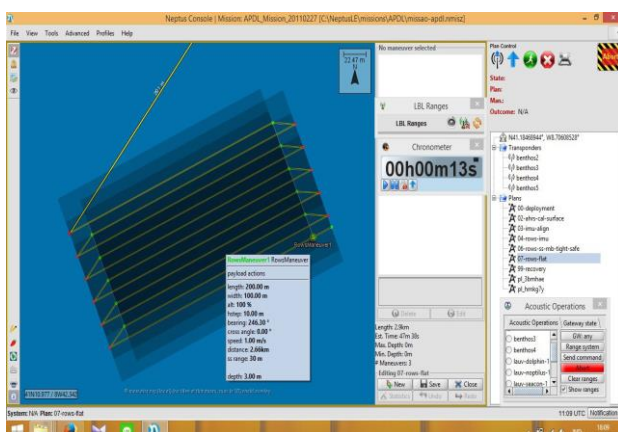 Neptus Console | Mission: APDL_Mission_20110227 [C:\NeptusLE\missions\APDL\missao-apdl.nmisz]
File View Tools Advanced Profiles Help
22.47 m
N
RowsManeuver1
RowsManeuver1 RowsManeuver
payload actions
length: 200.00 m
width: 100.00 m
alt: 100 %
hstep: 10.00 m
bearing: 246.30 °
cross angle: 0.00 °
speed: 1.00 m/s
distance: 2.66km
ss range: 30 m
depth: 3.00 m
No maneuver selected
LBL Ranges
LBL Ranges
Chronometer
00h00m13s
Delete Edit
Length: 2.9km
Est. Time: 47m 30s
Max. Depth: 0m
Min. Depth: 0m
# Maneuvers: 3
Editing 07-rows-flat
New Save Close
Statistics Undo Redo
Plan Control
State:
Plan:
Man.:
Outcome: N/A
Transponders
benthos2
benthos3
benthos4
benthos5
Plans
00-deployment
02-ahrs-cal-surface
03-imu-align
04-rows-imu
06-rows-ss-mb-tight-safe
07-rows-flat
99-recovery
Acoustic Operations
Acoustic Operations Gateway state
benthos3
benthos4
lauv-dolphin-1
lauv-noptilus-1
lauv-seacon-1
GW: any
Range system
Send command
Abort
Clear ranges
Show ranges
System: N/A Plan: 07-rows-flat
11:09 UTC Notification